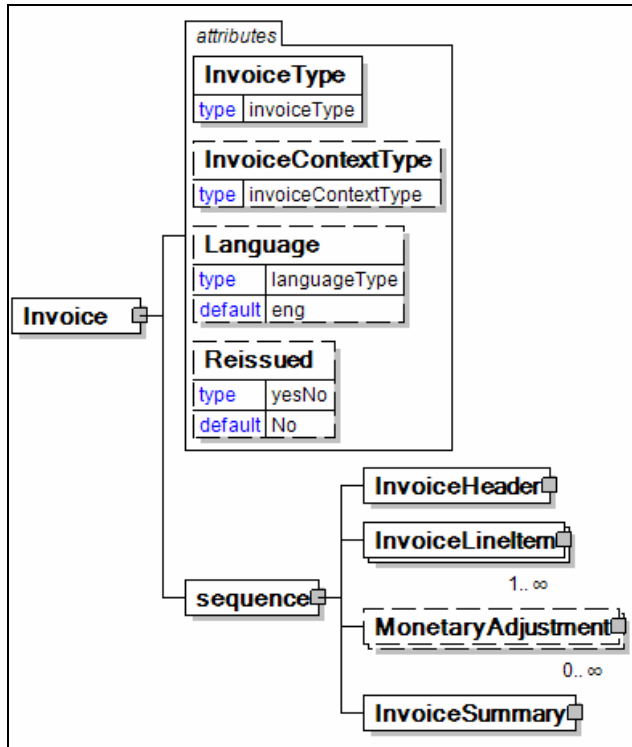 attributes
InvoiceType
type invoiceType
InvoiceContextType
type invoiceContextType
Language
type languageType
default eng
Invoice
Reissued
type yesNo
default No
InvoiceHeader
InvoiceLineItem
1.. ∞
sequence
MonetaryAdjustment
0.. ∞
InvoiceSummary